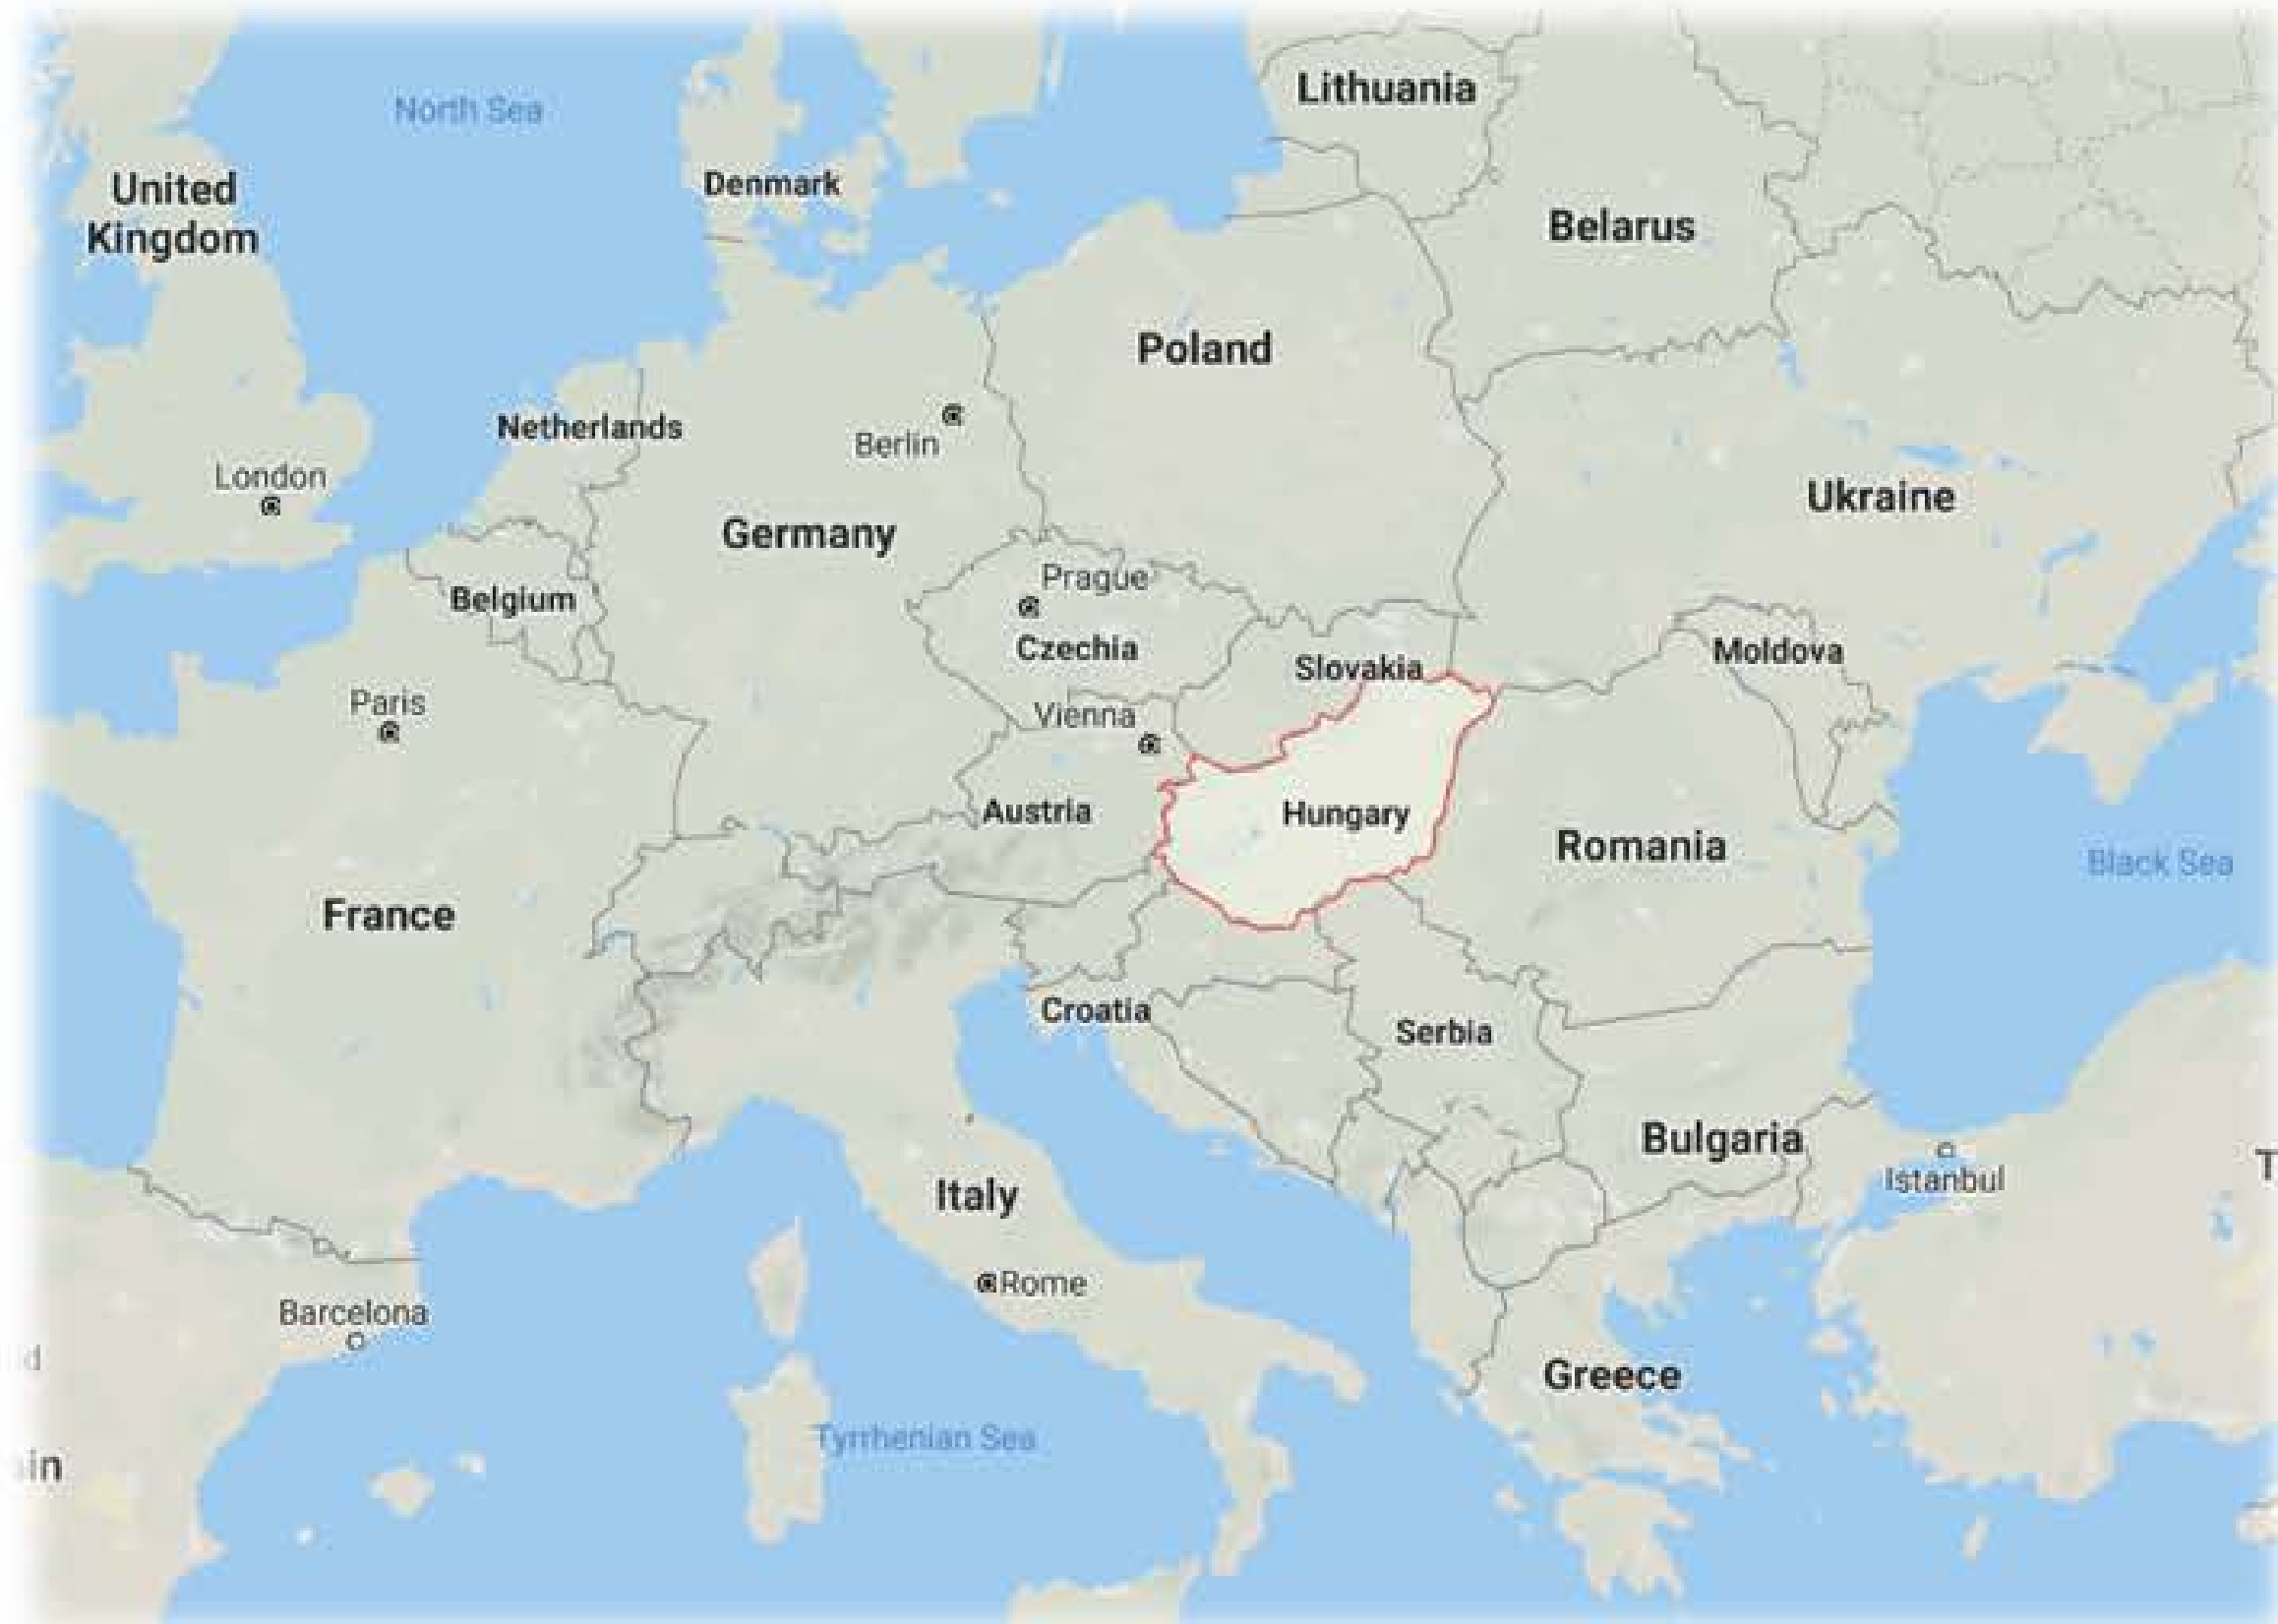 Lithuania
North Sea
United
Kingdom
Denmark
Belarus
Poland
Netherlands
Berlin
London
Ukraine
Germany
Prague
Belgium
Czechia
Slovakia
Moldova
Paris
Vienna
Austria
Hungary
Romania
Black Sea
France
Croatia
Serbia
Bulgaria
Istanbul
T
Italy
Rome
Barcelona
d
Greece
Tyrrhenian Sea
in